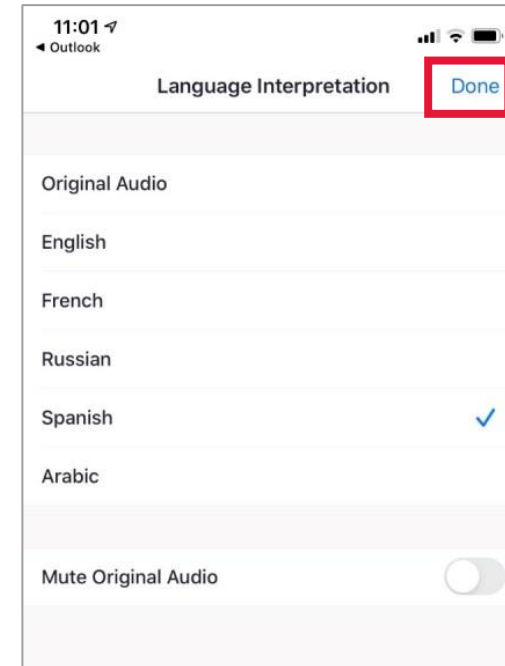 11:01
◀ Outlook
Language Interpretation Done
Original Audio
English
French
Russian
Spanish
Arabic
Mute Original Audio